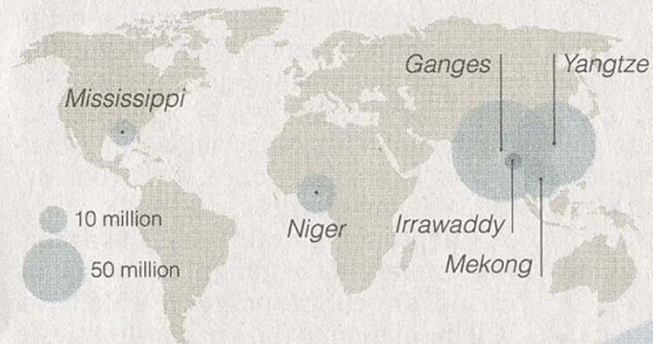 Ganges
Yangtze
Mississippi
10 million
Niger
Irrawaddy
50 million
Mekong